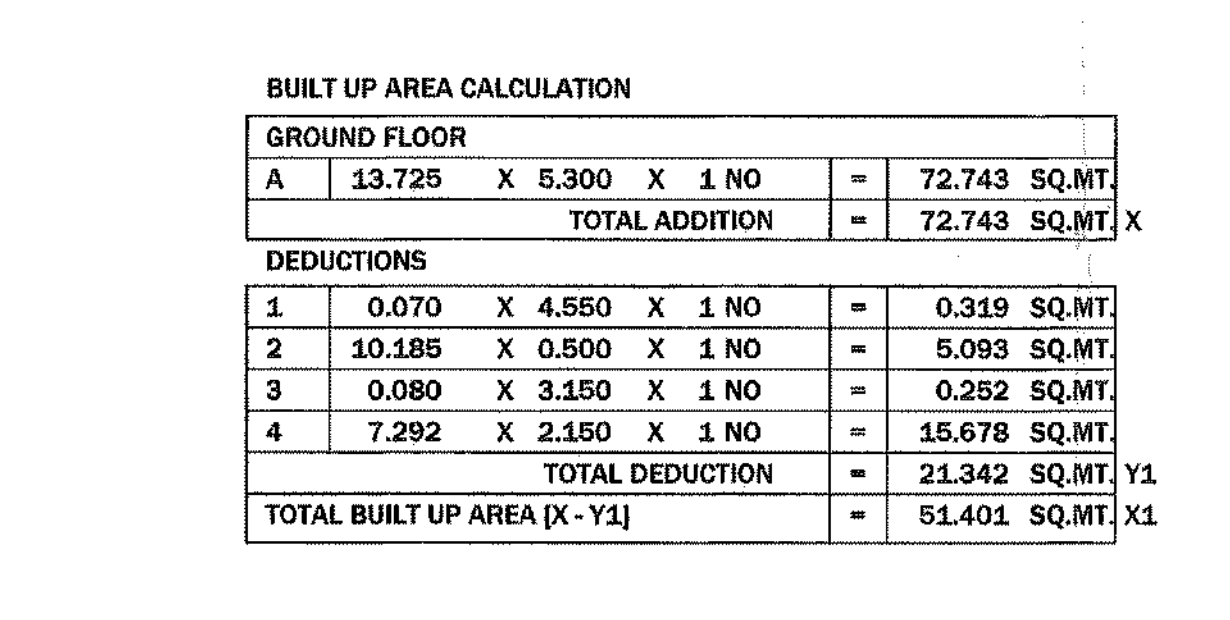 BUILT UP AREA CALCULATION
GROUND FLOOR
A 13.725 X 5.300 X 1 NO = 72.743 SQ.MT.
TOTAL ADDITION = 72.743 SQ.MT. X
DEDUCTIONS
1 0.070 X 4.550 X 1 NO = 0.319 SQ.MT.
2 10.185 X 0.500 X 1 NO = 5.093 SQ.MT.
3 0.080 X 3.150 X 1 NO = 0.252 SQ.MT.
4 7.292 X 2.150 X 1 NO = 15.678 SQ.MT.
TOTAL DEDUCTION = 21.342 SQ.MT. Y1
TOTAL BUILT UP AREA [X - Y1] = 51.401 SQ.MT. X1